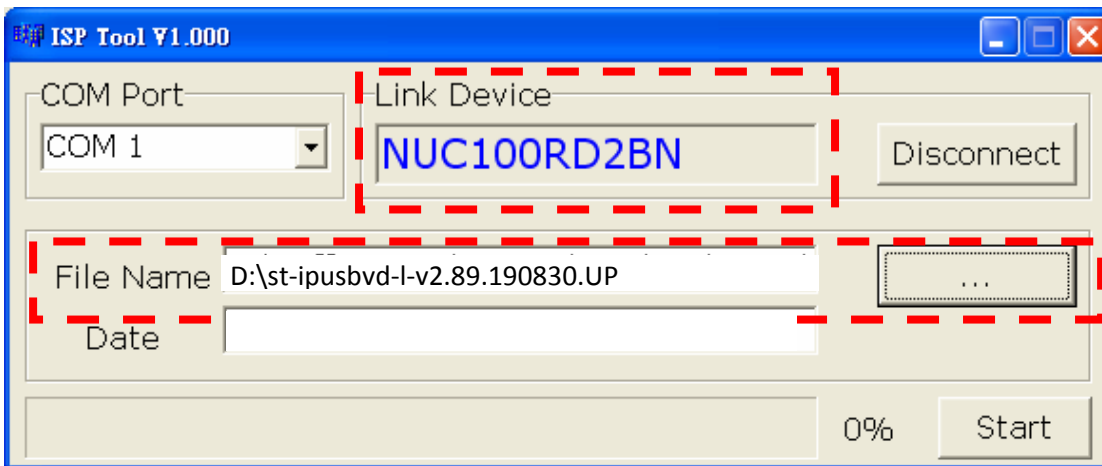 ISP Tool V1.000
COM Port
Link Device
COM 1
NUC100RD2BN
Disconnect
File Name
D:\st-ipusbvd-l-v2.89.190830.UP
...
Date
0%
Start